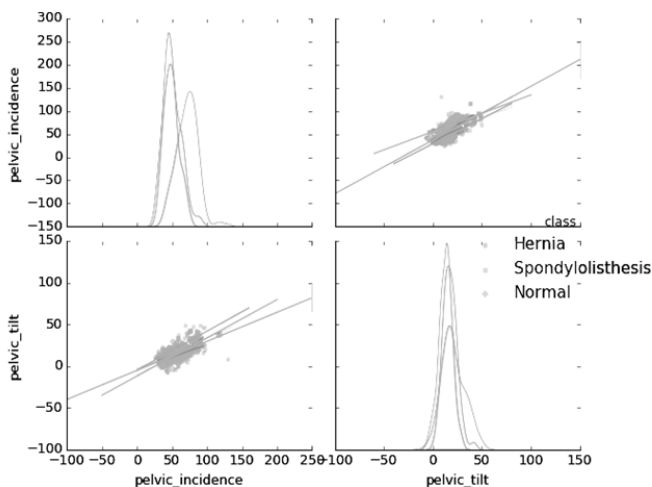 300
250
200
150
100
50
0
−50
−100
−150
pelvic_incidence
class
Hernia
Spondylolisthesis
Normal
150
100
50
0
−50
−100
pelvic_tilt
−100 −50 0 50 100 150 200 250
−50 0 50 100 150
pelvic_incidence
pelvic_tilt